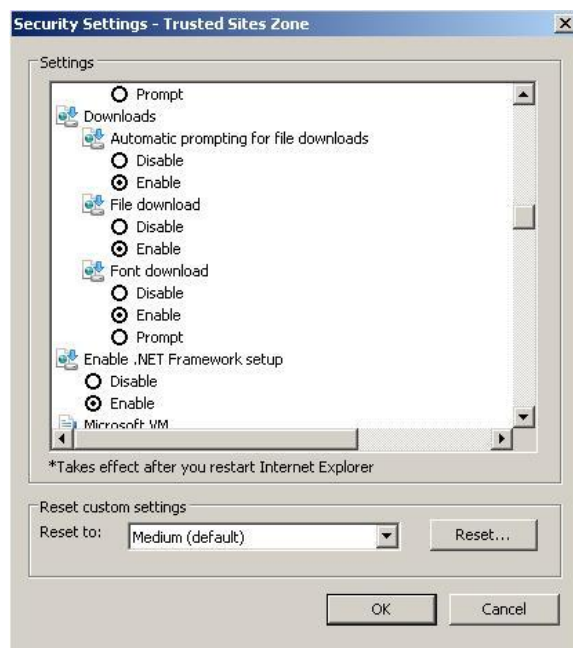 Security Settings - Trusted Sites Zone
Settings
Prompt
Downloads
Automatic prompting for file downloads
Disable
Enable
File download
Disable
Enable
Font download
Disable
Enable
Prompt
Enable .NET Framework setup
Disable
Enable
Microsoft VM
*Takes effect after you restart Internet Explorer
Reset custom settings
Reset to: Medium (default) Reset...
OK Cancel